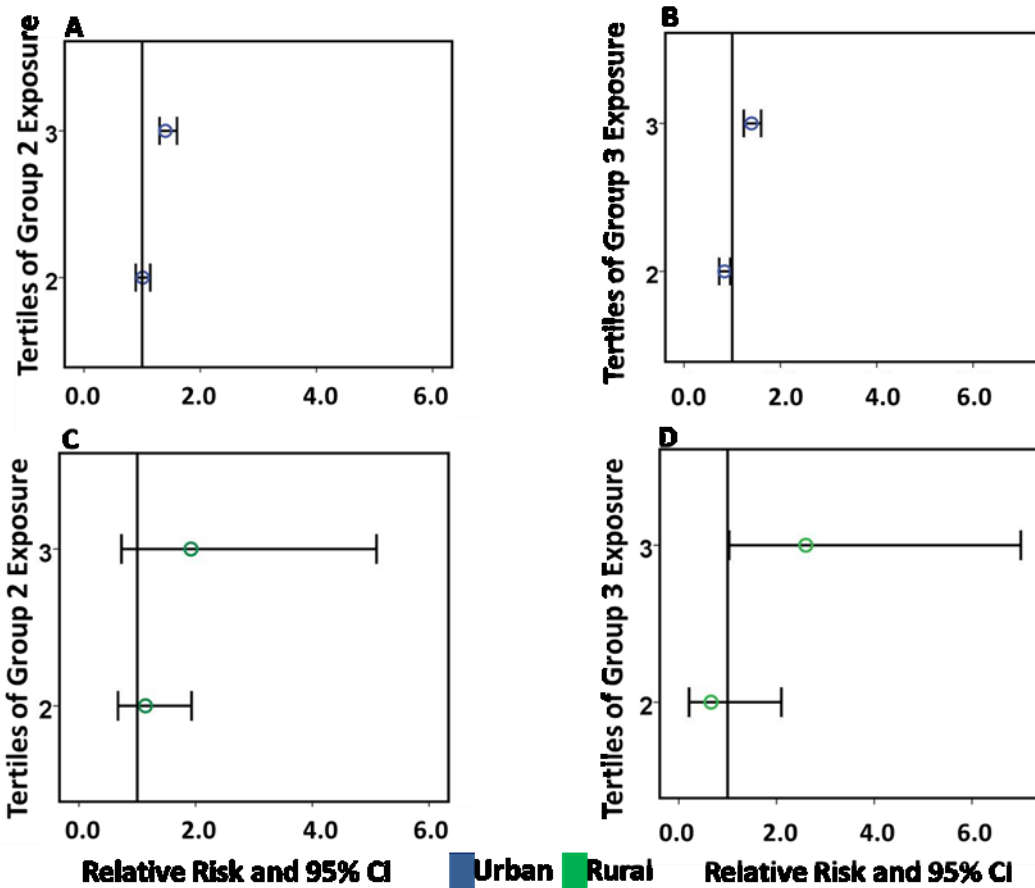 A
Tertiles of Group 2 Exposure
3
2
0.0 2.0 4.0 6.0
B
Tertiles of Group 3 Exposure
3
2
0.0 2.0 4.0 6.0
C
Tertiles of Group 2 Exposure
3
2
0.0 2.0 4.0 6.0
D
Tertiles of Group 3 Exposure
3
2
0.0 2.0 4.0 6.0
Relative Risk and 95% CI
Urban
Rural
Relative Risk and 95% CI